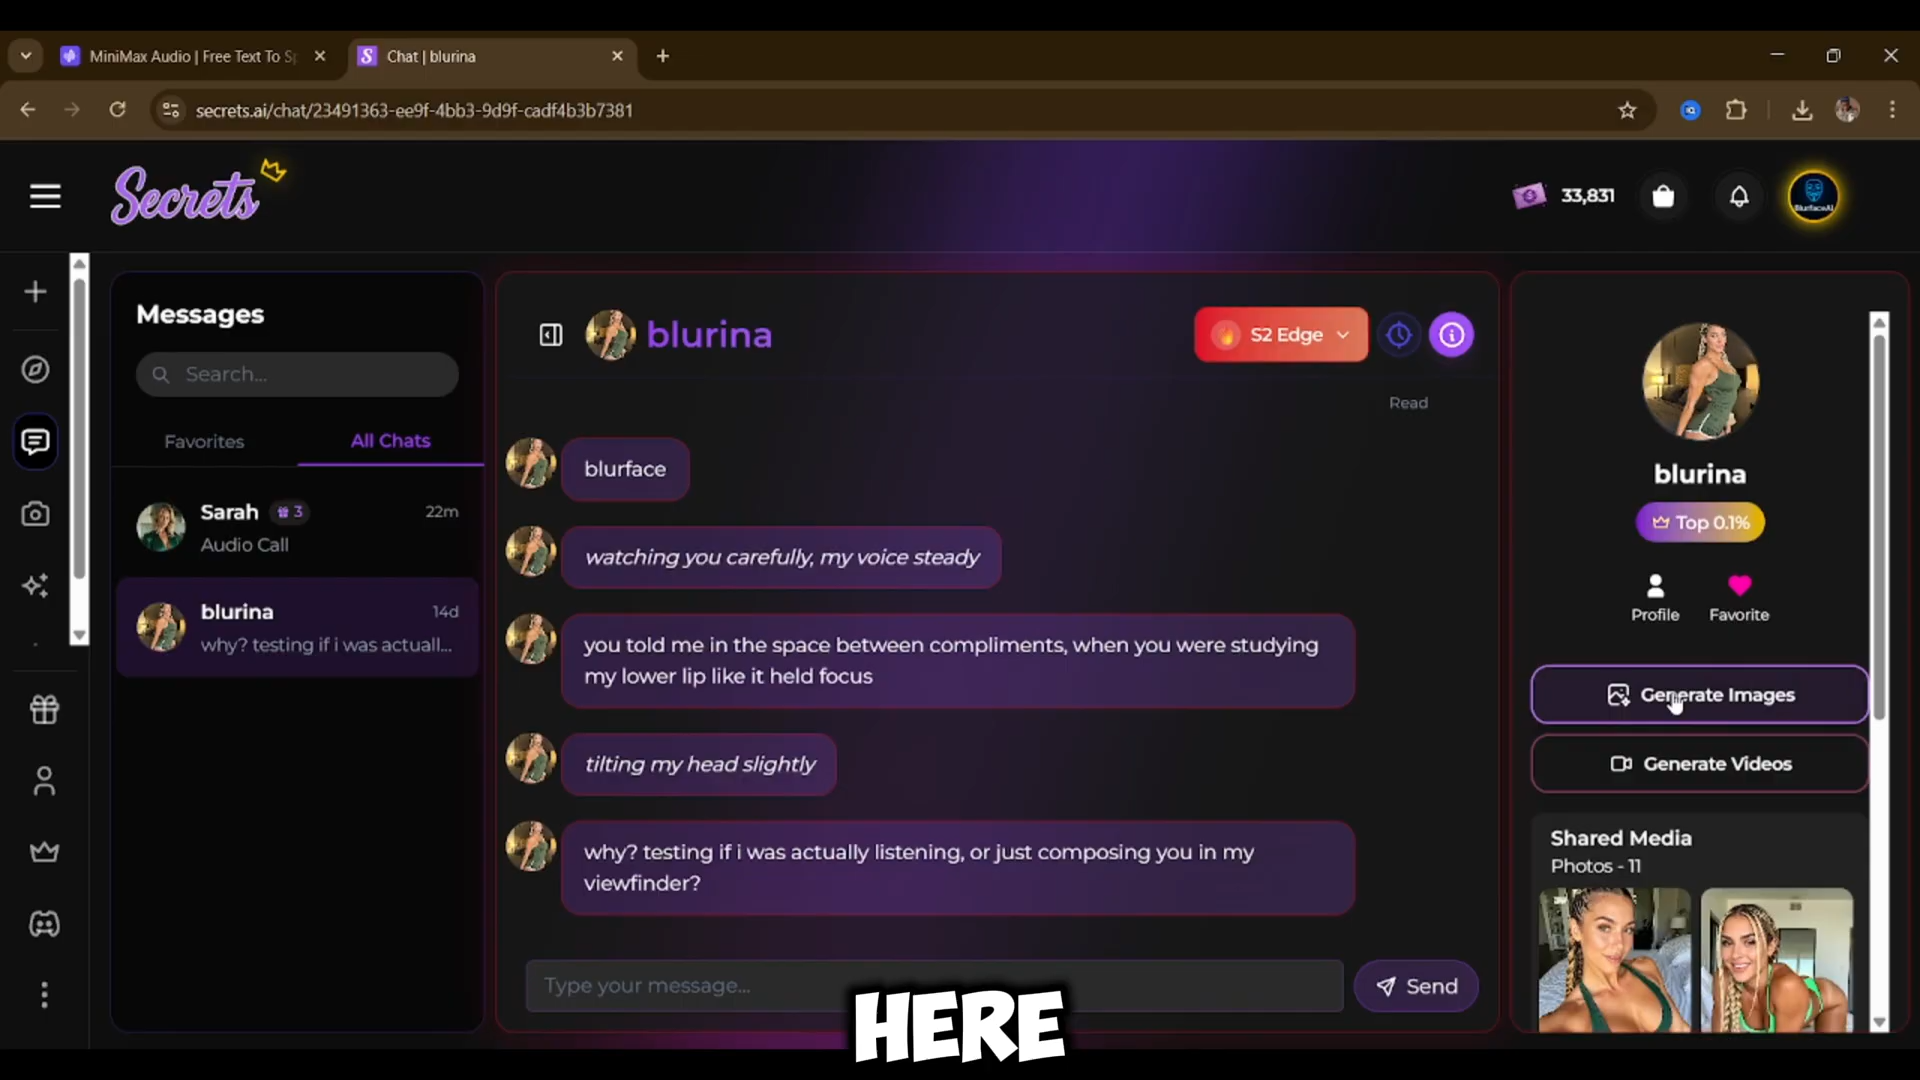 MiniMax Audio | Free Text To Sp
Chat | blurina
secrets.ai/chat/23491363-ee9f-4bb3-9d9f-cadf4b3b7381
Secrets
33,831
BlurfaceAI
Messages
Search...
Favorites
All Chats
Sarah
3
22m
Audio Call
blurina
14d
why? testing if i was actuall...
blurina
S2 Edge
Read
blurface
watching you carefully, my voice steady
you told me in the space between compliments, when you were studying
my lower lip like it held focus
tilting my head slightly
why? testing if i was actually listening, or just composing you in my
viewfinder?
Type your message...
Send
HERE
blurina
Top 0.1%
Profile
Favorite
Generate Images
Generate Videos
Shared Media
Photos - 11